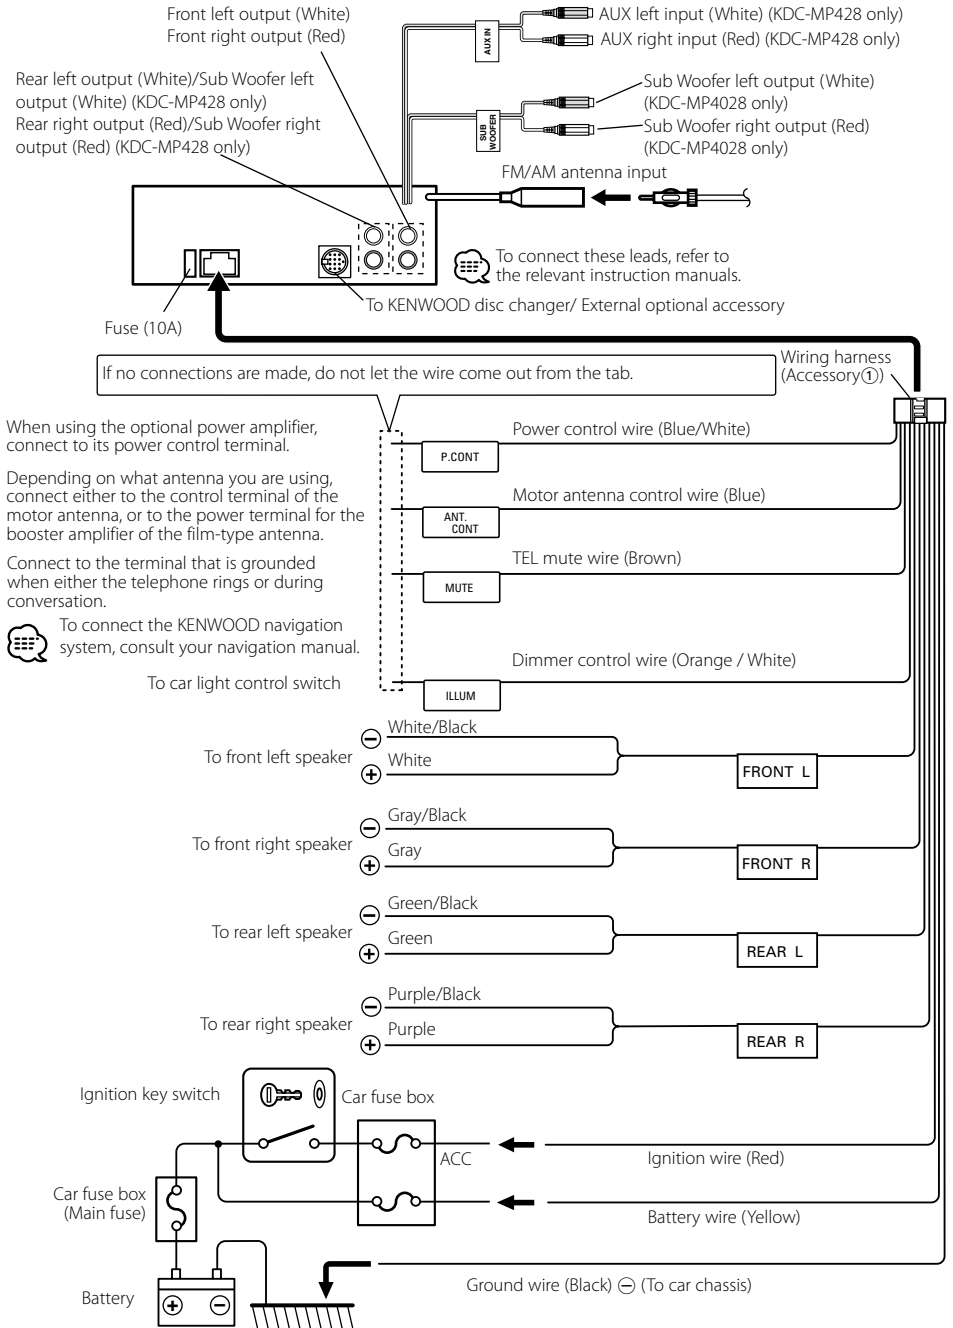 Front left output (White)
Front right output (Red)
AUX left input (White) (KDC-MP428 only)
AUX right input (Red) (KDC-MP428 only)
AUX IN
Rear left output (White)/Sub Woofer left
output (White) (KDC-MP428 only)
Rear right output (Red)/Sub Woofer right
output (Red) (KDC-MP428 only)
Sub Woofer left output (White)
(KDC-MP4028 only)
Sub Woofer right output (Red)
(KDC-MP4028 only)
SUB
WOOFER
FM/AM antenna input
To connect these leads, refer to
the relevant instruction manuals.
To KENWOOD disc changer/ External optional accessory
Fuse (10A)
Wiring harness
(Accessory①)
If no connections are made, do not let the wire come out from the tab.
When using the optional power amplifier,
connect to its power control terminal.
Power control wire (Blue/White)
P.CONT
Depending on what antenna you are using,
connect either to the control terminal of the
motor antenna, or to the power terminal for the
booster amplifier of the film-type antenna.
Motor antenna control wire (Blue)
ANT.
CONT
Connect to the terminal that is grounded
when either the telephone rings or during
conversation.
TEL mute wire (Brown)
MUTE
To connect the KENWOOD navigation
system, consult your navigation manual.
To car light control switch
Dimmer control wire (Orange / White)
ILLUM
To front left speaker
⊖ White/Black
⊕ White
FRONT L
To front right speaker
⊖ Gray/Black
⊕ Gray
FRONT R
To rear left speaker
⊖ Green/Black
⊕ Green
REAR L
To rear right speaker
⊖ Purple/Black
⊕ Purple
REAR R
Ignition key switch
Car fuse box
ACC
Ignition wire (Red)
Car fuse box
(Main fuse)
Battery wire (Yellow)
Battery
⊕ ⊖
Ground wire (Black) ⊖ (To car chassis)